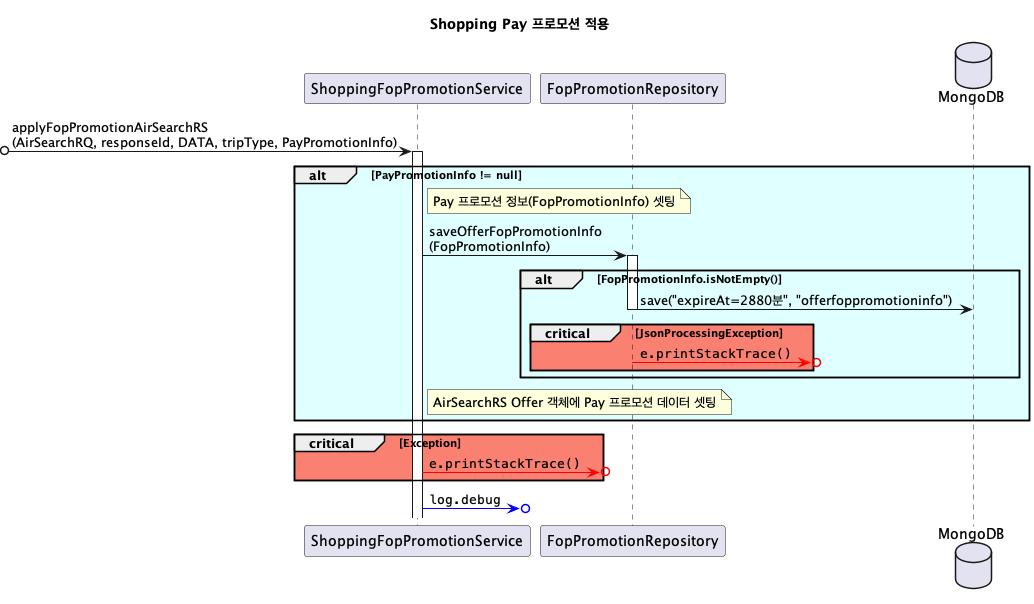 Shopping Pay 프로모션 적용
MongoDB
ShoppingFopPromotionService
FopPromotionRepository
applyFopPromotionAirSearchRS
(AirSearchRQ, responseId, DATA, tripType, PayPromotionInfo)
alt
[PayPromotionInfo != null]
Pay 프로모션 정보(FopPromotionInfo) 셋팅
saveOfferFopPromotionInfo
(FopPromotionInfo)
alt
[FopPromotionInfo.isNotEmpty()]
save("expireAt=2880분", "offerfoppromotioninfo")
critical
[JsonProcessingException]
e.printStackTrace()
AirSearchRS Offer 객체에 Pay 프로모션 데이터 셋팅
critical
[Exception]
e.printStackTrace()
log.debug
ShoppingFopPromotionService
FopPromotionRepository
MongoDB